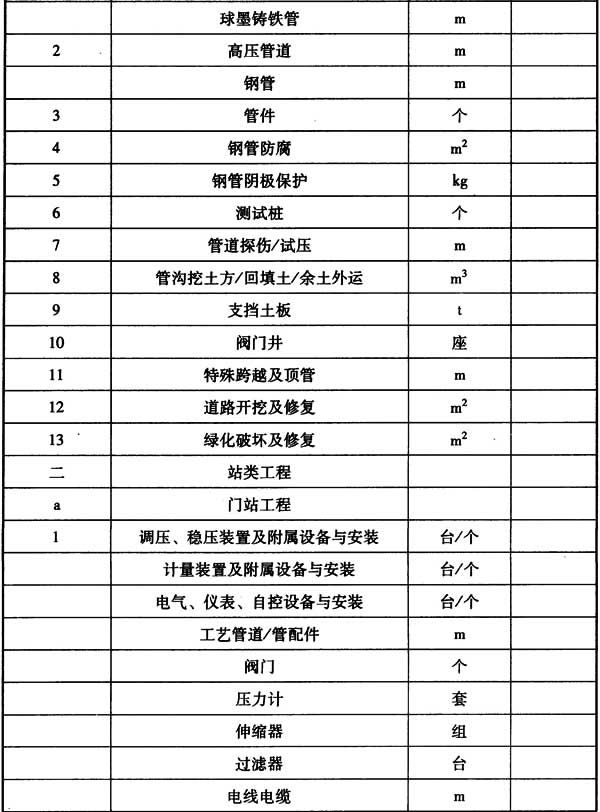 球墨铸铁管 m
2 高压管道 m
钢管 m
3 管件 个
4 钢管防腐 m²
5 钢管阴极保护 kg
6 测试桩 个
7 管道探伤/试压 m
8 管沟挖土方/回填土/余土外运 m³
9 支挡土板 t
10 阀门井 座
11 特殊跨越及顶管 m
12 道路开挖及修复 m²
13 绿化破坏及修复 m²
二 站类工程
a 门站工程
1 调压、稳压装置及附属设备与安装 台/个
计量装置及附属设备与安装 台/个
电气、仪表、自控设备与安装 台/个
工艺管道/管配件 m
阀门 个
压力计 套
伸缩器 组
过滤器 台
电线电缆 m